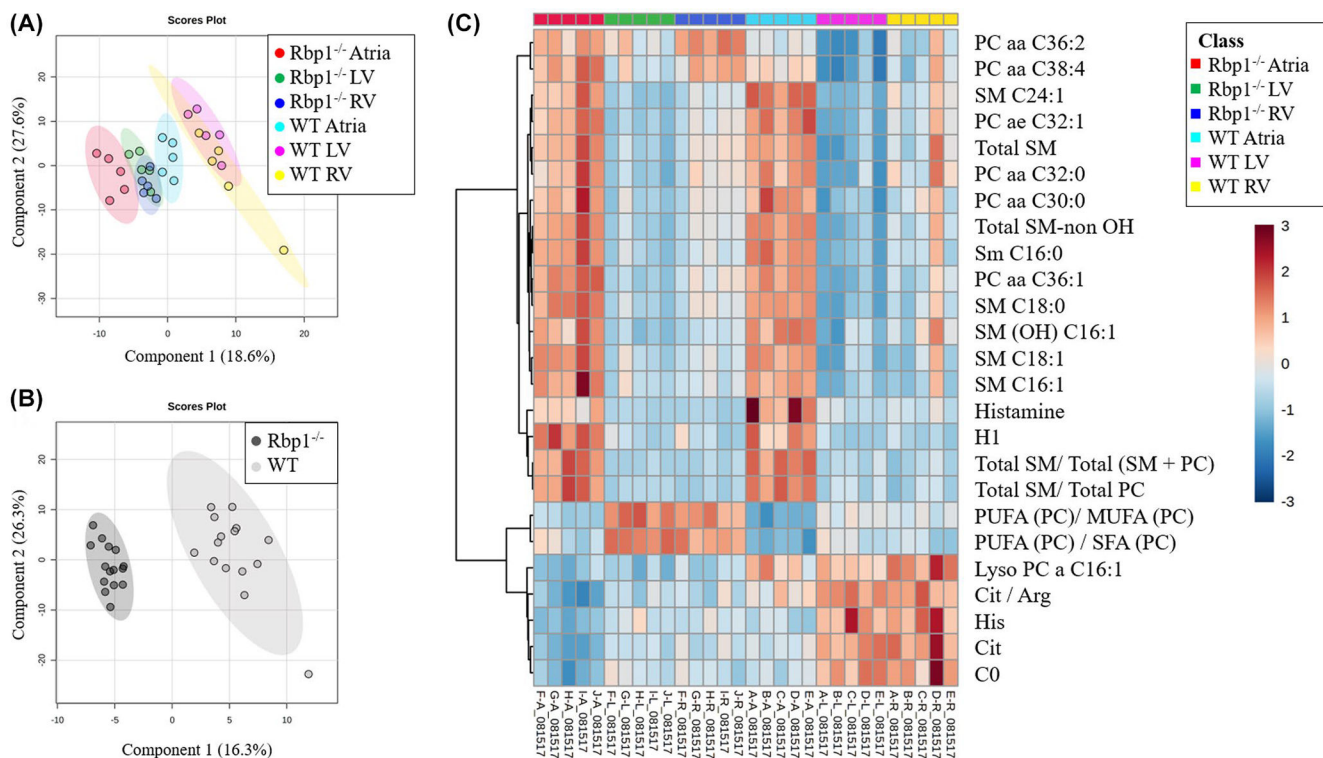 (A)
Scores Plot
Component 2 (27.6%)
20
10
0
-10
-20
-30
-10
0
10
20
Component 1 (18.6%)
Rbp1-/- Atria
Rbp1-/- LV
Rbp1-/- RV
WT Atria
WT LV
WT RV
(B)
Scores Plot
Component 2 (26.3%)
20
10
0
-10
-20
-10
-5
0
5
10
Component 1 (16.3%)
Rbp1-/-
WT
(C)
PC aa C36:2
PC aa C38:4
SM C24:1
PC ae C32:1
Total SM
PC aa C32:0
PC aa C30:0
Total SM-non OH
Sm C16:0
PC aa C36:1
SM C18:0
SM (OH) C16:1
SM C18:1
SM C16:1
Histamine
H1
Total SM/ Total (SM + PC)
Total SM/ Total PC
PUFA (PC)/ MUFA (PC)
PUFA (PC) / SFA (PC)
Lyso PC a C16:1
Cit / Arg
His
Cit
C0
F-A_081517
G-A_081517
H-A_081517
I-A_081517
J-A_081517
F-L_081517
G-L_081517
H-L_081517
I-L_081517
J-L_081517
F-R_081517
G-R_081517
H-R_081517
I-R_081517
J-R_081517
A-A_081517
B-A_081517
C-A_081517
D-A_081517
E-A_081517
A-L_081517
B-L_081517
C-L_081517
D-L_081517
E-L_081517
A-R_081517
B-R_081517
C-R_081517
D-R_081517
E-R_081517
Class
Rbp1-/- Atria
Rbp1-/- LV
Rbp1-/- RV
WT Atria
WT LV
WT RV
3
2
1
0
-1
-2
-3